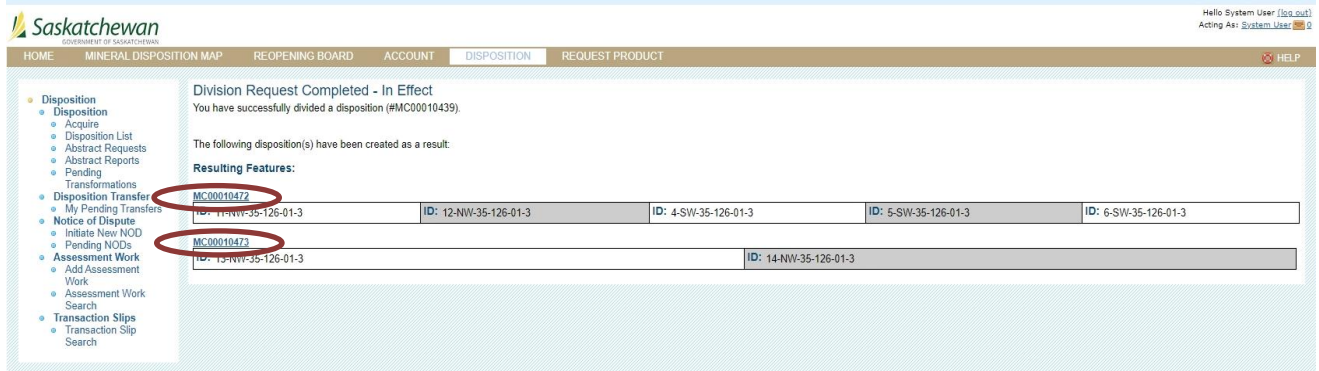 Saskatchewan
GOVERNMENT OF SASKATCHEWAN
Hello System User (log out)
Acting As: System User 0
HOME MINERAL DISPOSITION MAP REOPENING BOARD ACCOUNT DISPOSITION REQUEST PRODUCT HELP
Disposition
Disposition
Acquire
Disposition List
Abstract Requests
Abstract Reports
Pending
Transformations
Disposition Transfer
My Pending Transfers
Notice of Dispute
Initiate New NOD
Pending NODs
Assessment Work
Add Assessment
Work
Assessment Work
Search
Transaction Slips
Transaction Slip
Search
Division Request Completed - In Effect
You have successfully divided a disposition (#MC00010439).
The following disposition(s) have been created as a result:
Resulting Features:
MC00010472
ID: 11-NW-35-126-01-3 ID: 12-NW-35-126-01-3 ID: 4-SW-35-126-01-3 ID: 5-SW-35-126-01-3 ID: 6-SW-35-126-01-3
MC00010473
ID: 13-NW-35-126-01-3 ID: 14-NW-35-126-01-3